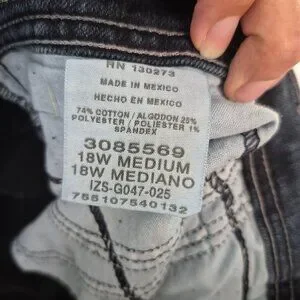 RN 130273
MADE IN MEXICO
HECHO EN MEXICO
74% COTTON / ALGODON 25%
POLYESTER / POLIESTER 1%
SPANDEX
3085569
18W MEDIUM
18W MEDIANO
IZS-G047-025
755107540132